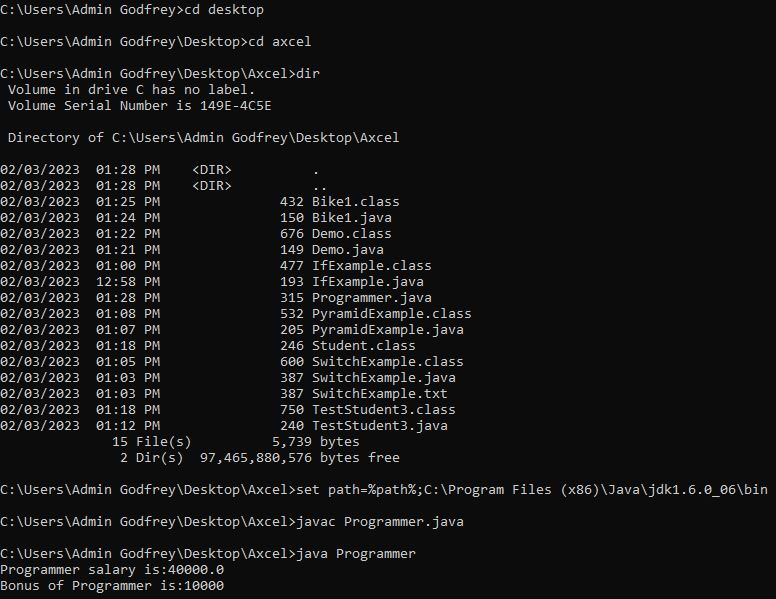 C:\Users\Admin Godfrey>cd desktop
C:\Users\Admin Godfrey\Desktop>cd axcel
C:\Users\Admin Godfrey\Desktop\Axcel>dir
 Volume in drive C has no label.
 Volume Serial Number is 149E-4C5E
 Directory of C:\Users\Admin Godfrey\Desktop\Axcel
02/03/2023  01:28 PM    <DIR>          .
02/03/2023  01:28 PM    <DIR>          ..
02/03/2023  01:25 PM               432 Bike1.class
02/03/2023  01:24 PM               150 Bike1.java
02/03/2023  01:22 PM               676 Demo.class
02/03/2023  01:21 PM               149 Demo.java
02/03/2023  01:00 PM               477 IfExample.class
02/03/2023  12:58 PM               193 IfExample.java
02/03/2023  01:28 PM               315 Programmer.java
02/03/2023  01:08 PM               532 PyramidExample.class
02/03/2023  01:07 PM               205 PyramidExample.java
02/03/2023  01:18 PM               246 Student.class
02/03/2023  01:05 PM               600 SwitchExample.class
02/03/2023  01:03 PM               387 SwitchExample.java
02/03/2023  01:03 PM               387 SwitchExample.txt
02/03/2023  01:18 PM               750 TestStudent3.class
02/03/2023  01:12 PM               240 TestStudent3.java
              15 File(s)          5,739 bytes
               2 Dir(s)  97,465,880,576 bytes free
C:\Users\Admin Godfrey\Desktop\Axcel>set path=%path%;C:\Program Files (x86)\Java\jdk1.6.0_06\bin
C:\Users\Admin Godfrey\Desktop\Axcel>javac Programmer.java
C:\Users\Admin Godfrey\Desktop\Axcel>java Programmer
Programmer salary is:40000.0
Bonus of Programmer is:10000